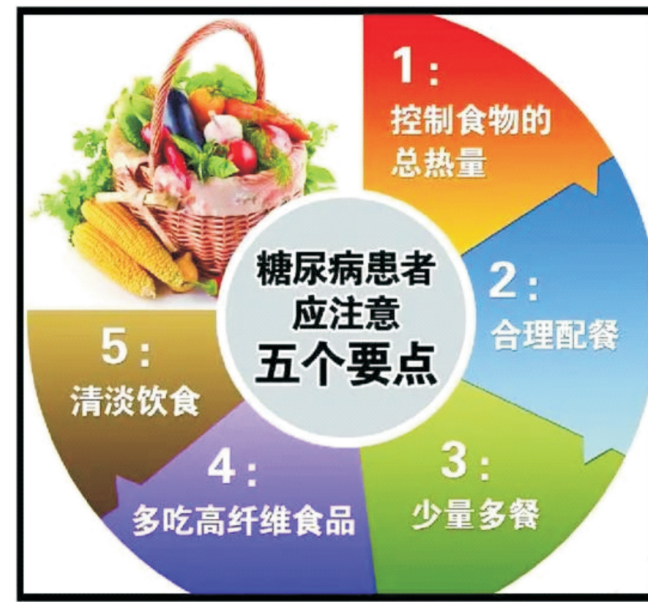 糖尿病患者
应注意
五个要点
1：
控制食物的
总热量
2：
合理配餐
3：
少量多餐
4：
多吃高纤维食品
5：
清淡饮食